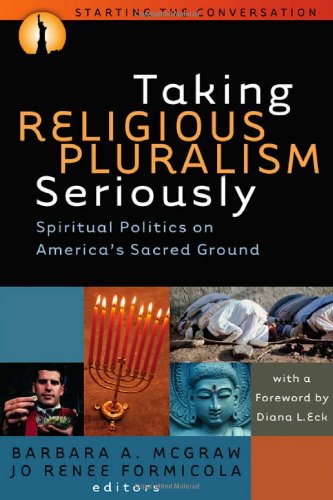 STARTING THE CONVERSATION
Taking
RELIGIOUS
PLURALISM
Seriously
Spiritual Politics on
America's Sacred Ground
with a
Foreword by
Diana L.Eck
BARBARA A. MCGRAW
JO RENEE FORMICOLA
editors